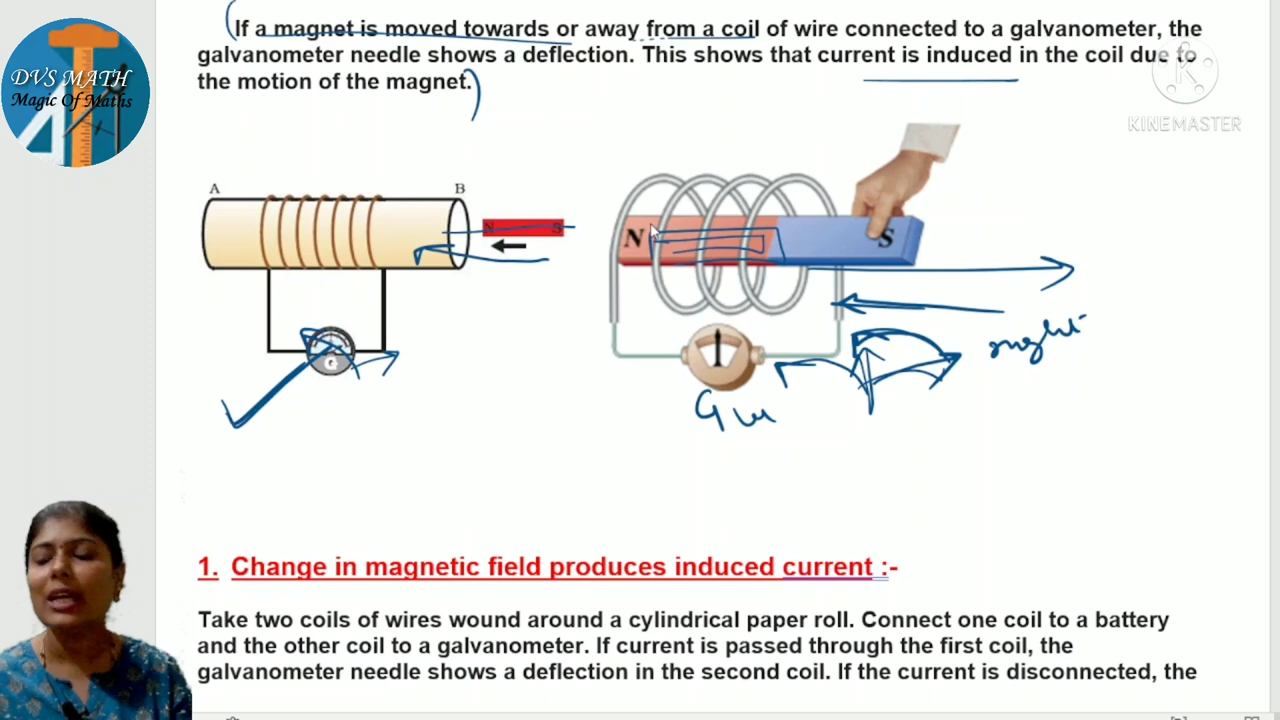 If a magnet is moved towards or away from a coil of wire connected to a galvanometer, the
galvanometer needle shows a deflection. This shows that current is induced in the coil due to
the motion of the magnet.
DVS MATH
Magic Of Maths
K
KINEMASTER
A
B
N S
N
S
G
right
1. Change in magnetic field produces induced current :-
Take two coils of wires wound around a cylindrical paper roll. Connect one coil to a battery
and the other coil to a galvanometer. If current is passed through the first coil, the
galvanometer needle shows a deflection in the second coil. If the current is disconnected, the